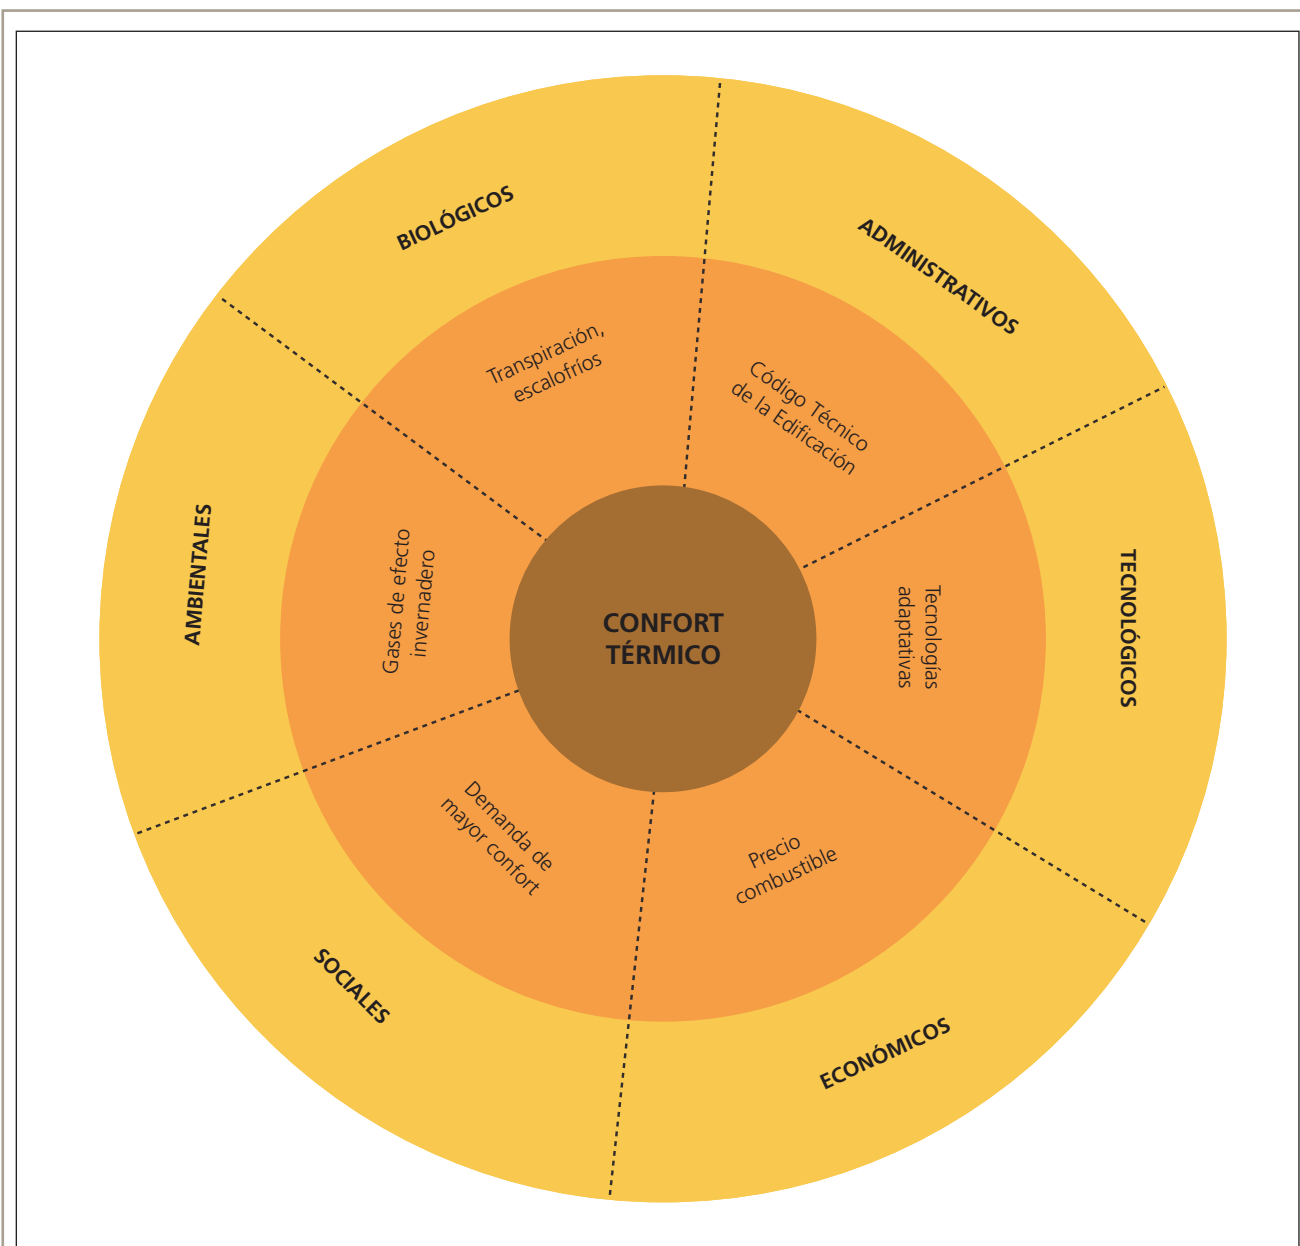 BIOLÓGICOS
ADMINISTRATIVOS
Transpiración,
escalofríos
Código Técnico
de la Edificación
AMBIENTALES
Gases de efecto
invernadero
CONFORT
TÉRMICO
Tecnologías
adaptativas
TECNOLÓGICOS
Demanda de
mayor confort
Precio
combustible
SOCIALES
ECONÓMICOS